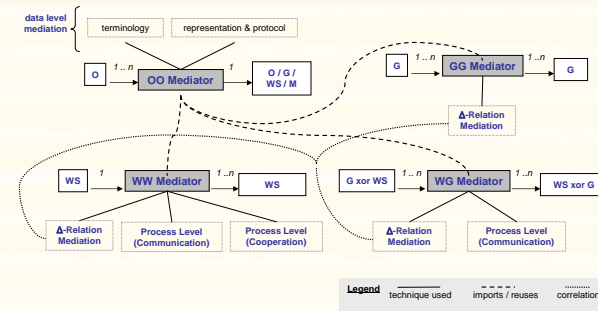 data level
mediation
terminology
representation & protocol
O
1 .. n
OO Mediator
1
O / G /
WS / M
G
1 .. n
GG Mediator
1 ..n
G
Δ-Relation
Mediation
WS
1
WW Mediator
1 ..n
WS
G xor WS
1 .. n
WG Mediator
1 ..n
WS xor G
Δ-Relation
Mediation
Process Level
(Communication)
Process Level
(Cooperation)
Δ-Relation
Mediation
Process Level
(Communication)
Legend
technique used
imports / reuses
correlation